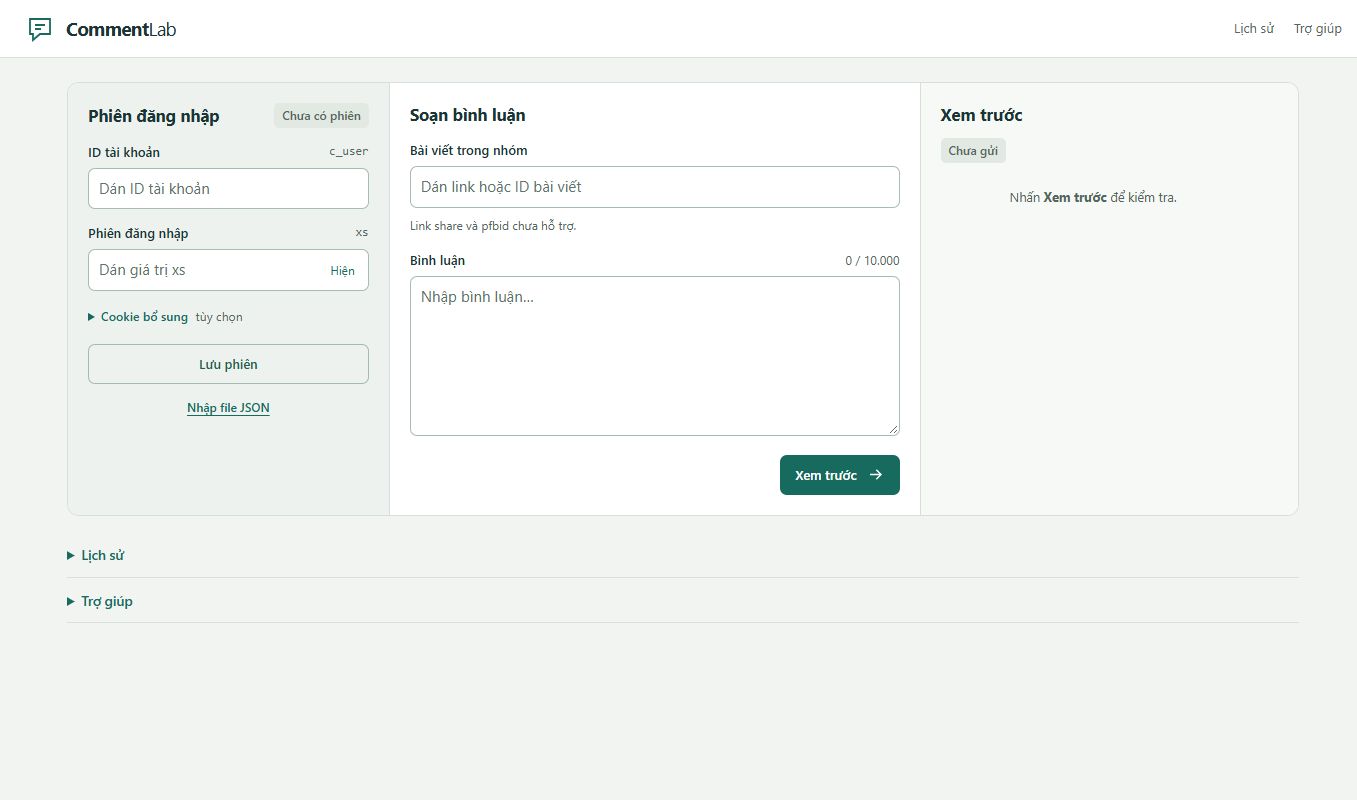 CommentLab
Lịch sử
Trợ giúp
Phiên đăng nhập
Chưa có phiên
ID tài khoản
c_user
Dán ID tài khoản
Phiên đăng nhập
xs
Dán giá trị xs
Hiện
Cookie bổ sung tùy chọn
Lưu phiên
Nhập file JSON
Soạn bình luận
Bài viết trong nhóm
Dán link hoặc ID bài viết
Link share và pfbid chưa hỗ trợ.
Bình luận
0 / 10.000
Nhập bình luận...
Xem trước
Xem trước
Chưa gửi
Nhấn Xem trước để kiểm tra.
Lịch sử
Trợ giúp